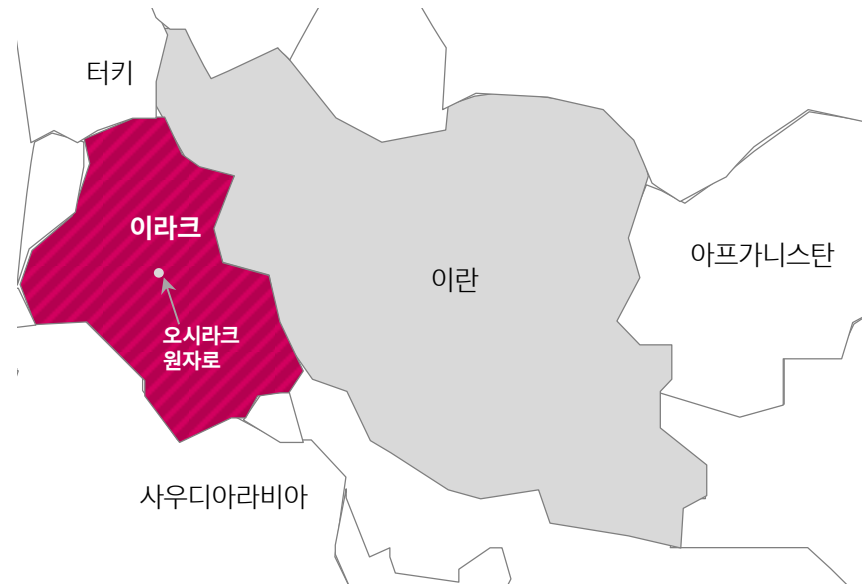 터키
이라크
아프가니스탄
이란
오시라크
원자로
사우디아라비아